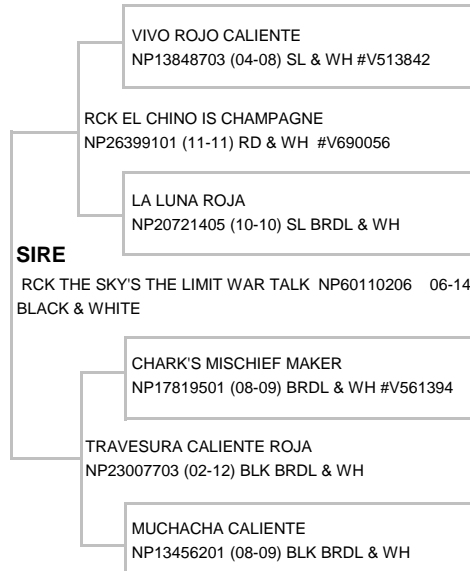 VIVO ROJO CALIENTE
NP13848703 (04-08) SL & WH #V513842
RCK EL CHINO IS CHAMPAGNE
NP26399101 (11-11) RD & WH #V690056
LA LUNA ROJA
NP20721405 (10-10) SL BRDL & WH
SIRE
RCK THE SKY'S THE LIMIT WAR TALK NP60110206 06-14
BLACK & WHITE
CHARK'S MISCHIEF MAKER
NP17819501 (08-09) BRDL & WH #V561394
TRAVESURA CALIENTE ROJA
NP23007703 (02-12) BLK BRDL & WH
MUCHACHA CALIENTE
NP13456201 (08-09) BLK BRDL & WH